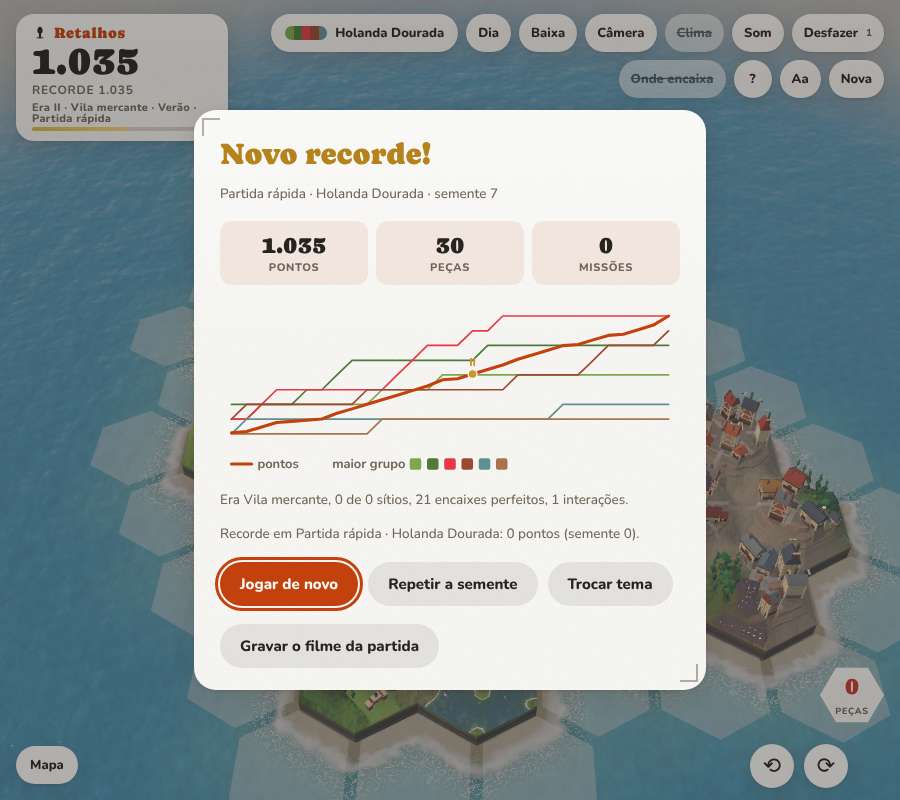 Retalhos
1.035
RECORDE 1.035
Era II · Vila mercante · Verão ·
Partida rápida
Holanda Dourada
Dia
Baixa
Câmera
Clima
Som
Desfazer 1
Onde encaixa
?
Aa
Nova
Novo recorde!
Partida rápida · Holanda Dourada · semente 7
1.035
PONTOS
30
PEÇAS
0
MISSÕES
II
pontos
maior grupo
Era Vila mercante, 0 de 0 sítios, 21 encaixes perfeitos, 1 interações.
Recorde em Partida rápida · Holanda Dourada: 0 pontos (semente 0).
Jogar de novo
Repetir a semente
Trocar tema
Gravar o filme da partida
0
PEÇAS
Mapa